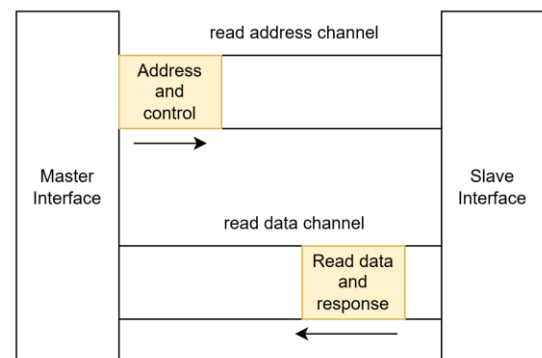 read address channel
Address
and
control
Master
Interface
Slave
Interface
read data channel
Read data
and
response